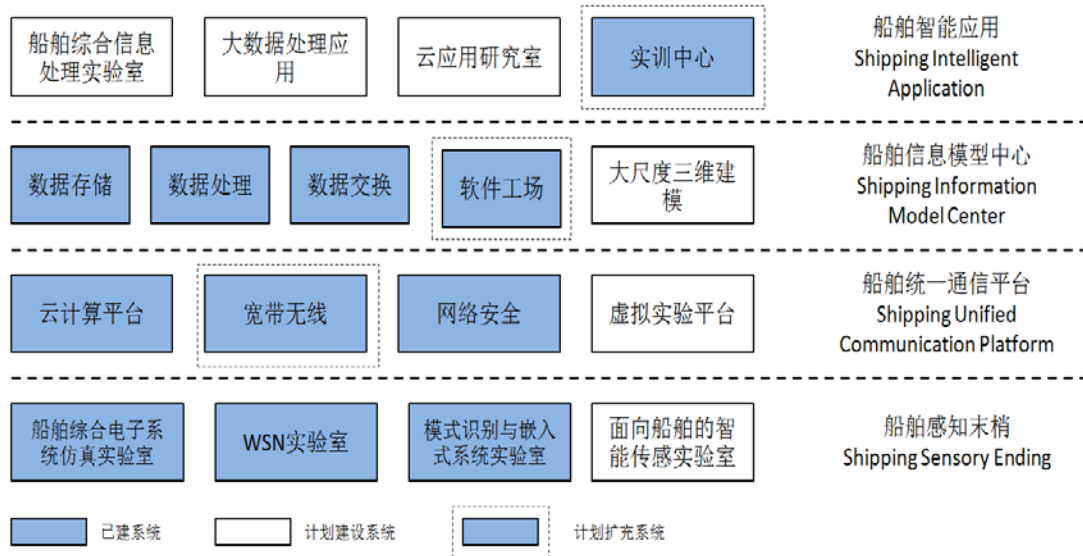 船舶综合信息
处理实验室
大数据处理应
用
云应用研究室
实训中心
船舶智能应用
Shipping Intelligent
Application
数据存储
数据处理
数据交换
软件工场
大尺度三维建
模
船舶信息模型中心
Shipping Information
Model Center
云计算平台
宽带无线
网络安全
虚拟实验平台
船舶统一通信平台
Shipping Unified
Communication Platform
船舶综合电子系
统仿真实验室
WSN实验室
模式识别与嵌入
式系统实验室
面向船舶的智
能传感实验室
船舶感知末梢
Shipping Sensory Ending
已建系统
计划建设系统
计划扩充系统